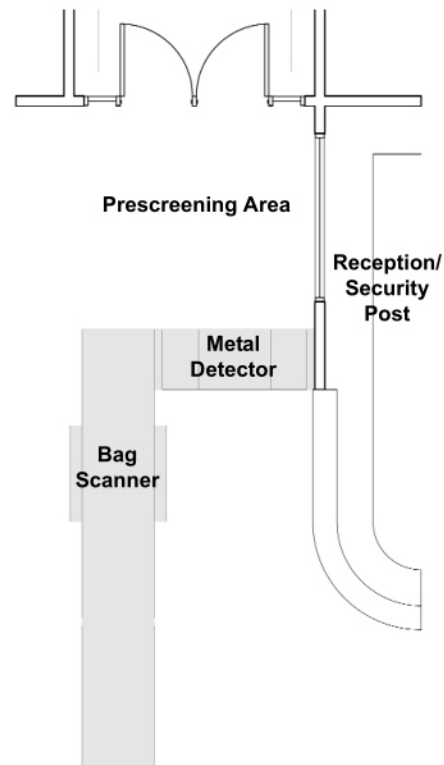 Prescreening Area
Reception/
Security
Post
Metal
Detector
Bag
Scanner